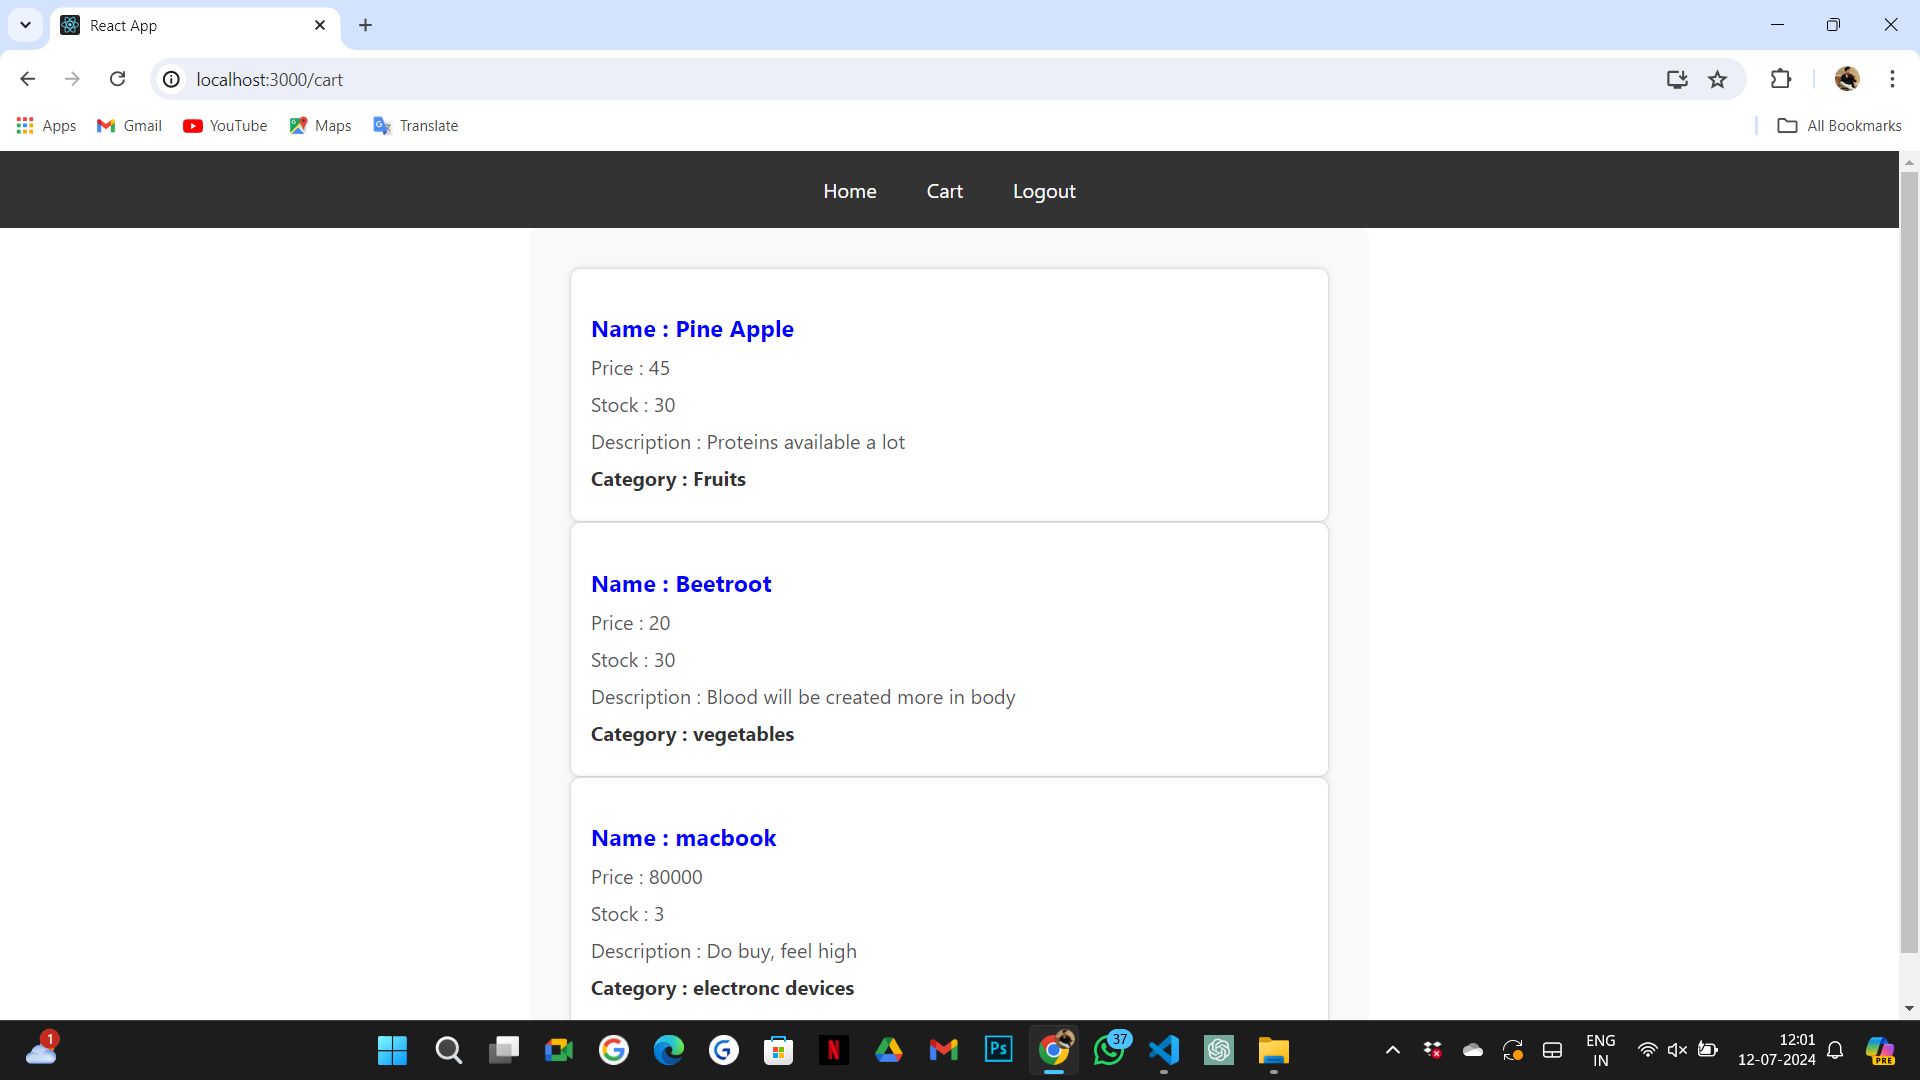 React App
localhost:3000/cart
Apps Gmail YouTube Maps Translate All Bookmarks
Home Cart Logout
Name : Pine Apple
Price : 45
Stock : 30
Description : Proteins available a lot
Category : Fruits
Name : Beetroot
Price : 20
Stock : 30
Description : Blood will be created more in body
Category : vegetables
Name : macbook
Price : 80000
Stock : 3
Description : Do buy, feel high
Category : electronc devices
1 G N Ps 37 ENG 12:01
IN 12-07-2024 PRE